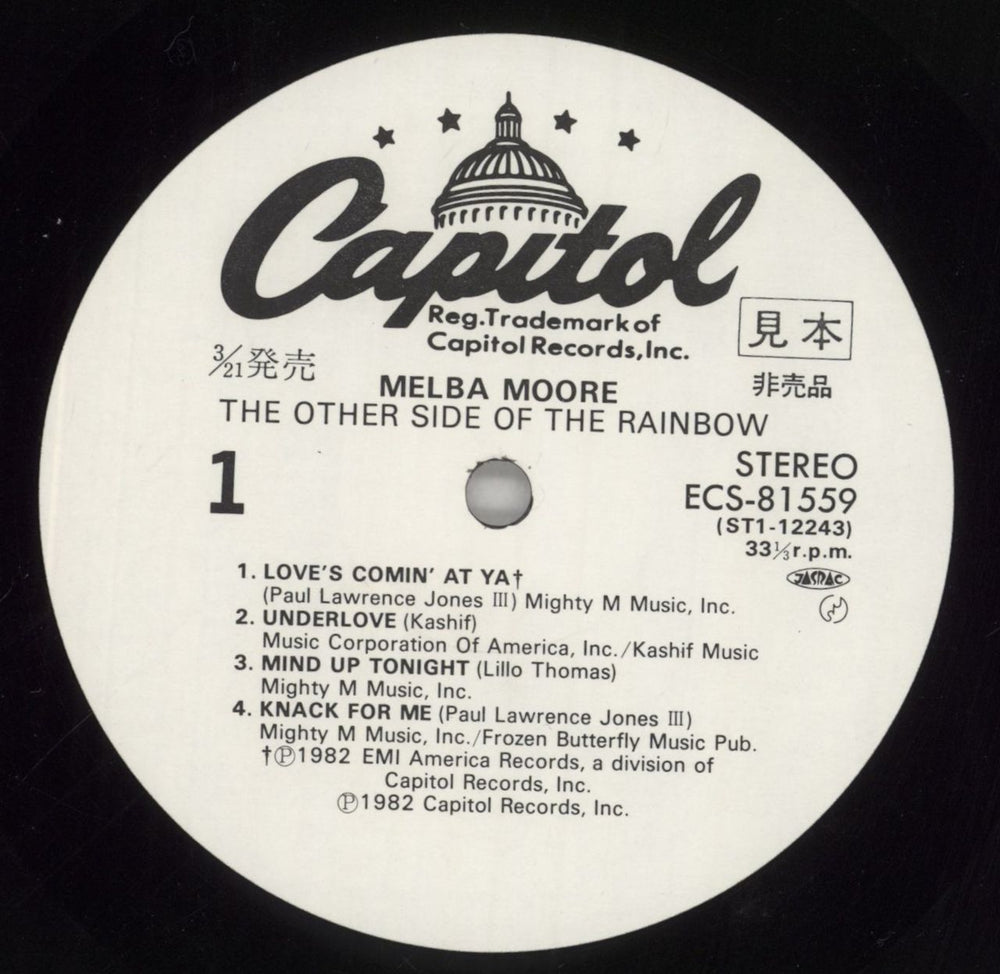 Capitol
Reg.Trademark of
Capitol Records,Inc.
見本
3/21発売
非売品
MELBA MOORE
THE OTHER SIDE OF THE RAINBOW
1
STEREO
ECS-81559
(ST1-12243)
33⅓r.p.m.
JASRAC
1. LOVE'S COMIN' AT YA†
(Paul Lawrence Jones III) Mighty M Music, Inc.
2. UNDERLOVE (Kashif)
Music Corporation Of America, Inc./Kashif Music
3. MIND UP TONIGHT (Lillo Thomas)
Mighty M Music, Inc.
4. KNACK FOR ME (Paul Lawrence Jones III)
Mighty M Music, Inc./Frozen Butterfly Music Pub.
†℗1982 EMI America Records, a division of
Capitol Records, Inc.
℗1982 Capitol Records, Inc.